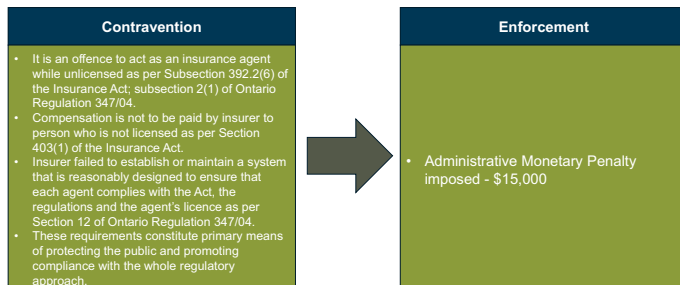 Contravention
• It is an offence to act as an insurance agent
while unlicensed as per Subsection 392.2(6) of
the Insurance Act; subsection 2(1) of Ontario
Regulation 347/04.
• Compensation is not to be paid by insurer to
person who is not licensed as per Section
403(1) of the Insurance Act.
• Insurer failed to establish or maintain a system
that is reasonably designed to ensure that
each agent complies with the Act, the
regulations and the agent's licence as per
Section 12 of Ontario Regulation 347/04.
• These requirements constitute primary means
of protecting the public and promoting
compliance with the whole regulatory
approach.
Enforcement
• Administrative Monetary Penalty
imposed - $15,000